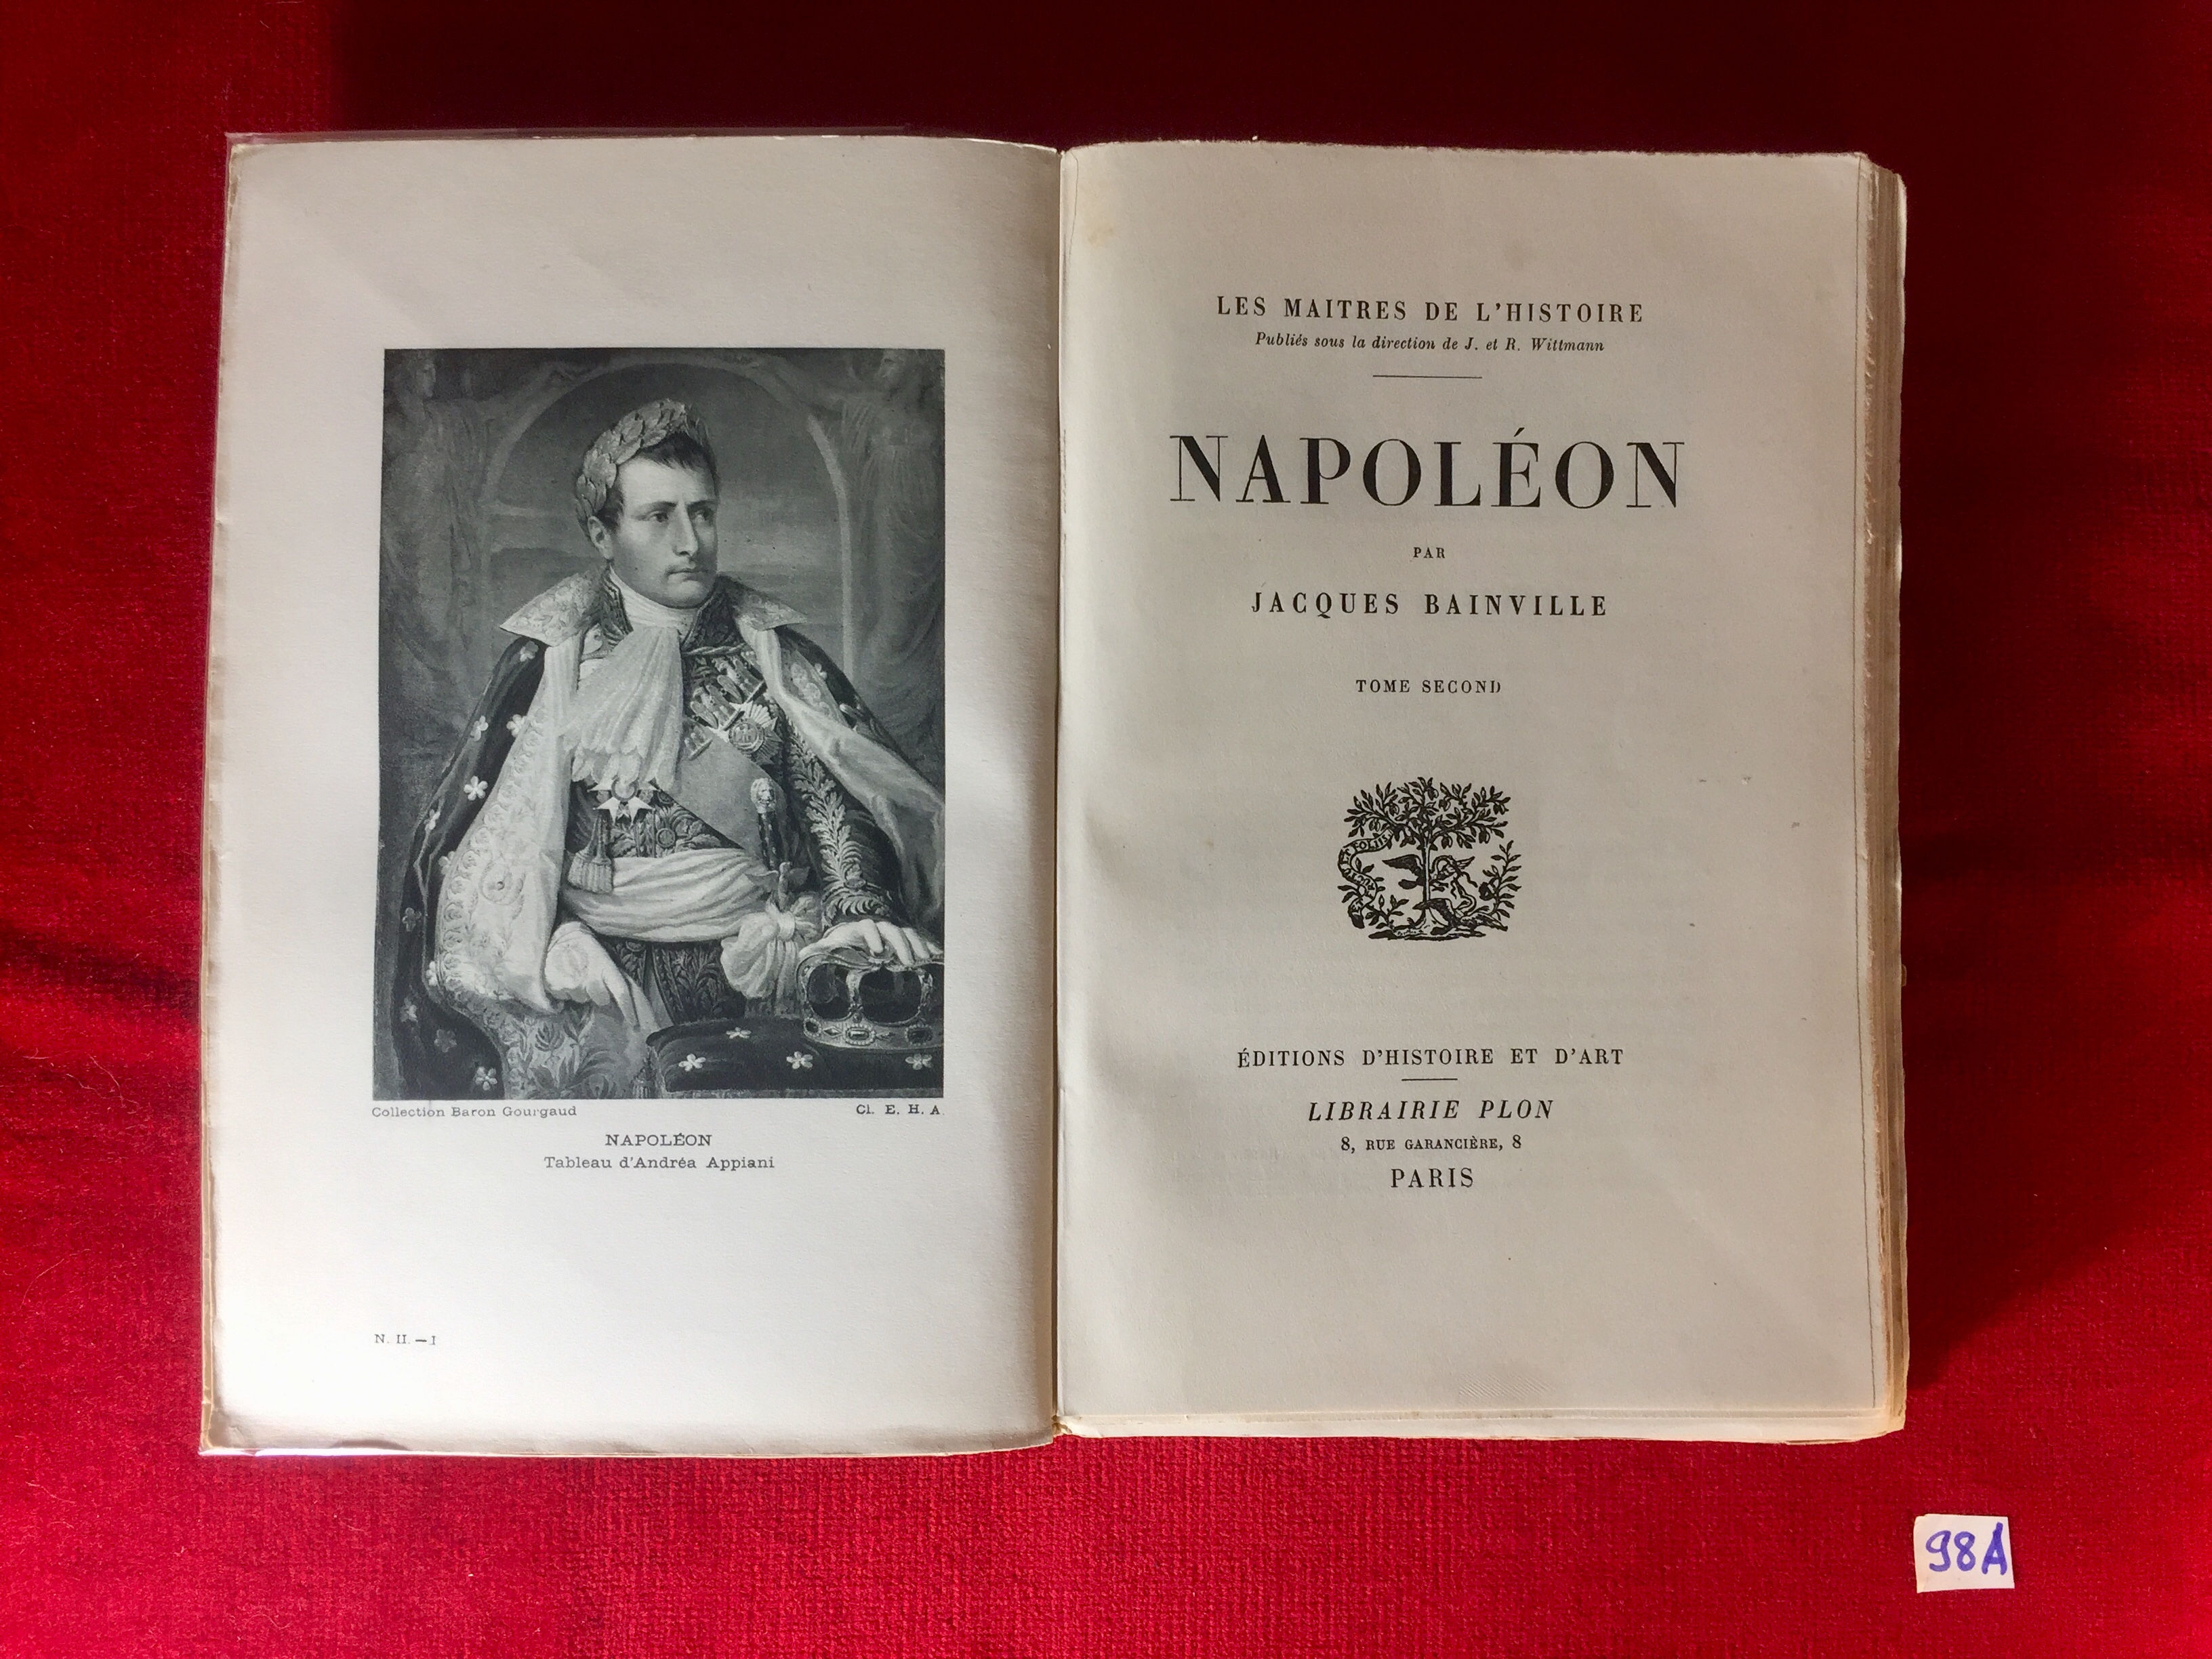 Collection Baron Gourgaud
Cl. E. H. A.
NAPOLÉON
Tableau d'Andréa Appiani
N. II. — I
LES MAITRES DE L'HISTOIRE
Publiés sous la direction de J. et R. Wittmann
NAPOLÉON
PAR
JACQUES BAINVILLE
TOME SECOND
ÉDITIONS D'HISTOIRE ET D'ART
LIBRAIRIE PLON
8, RUE GARANCIÈRE, 8
PARIS
98A